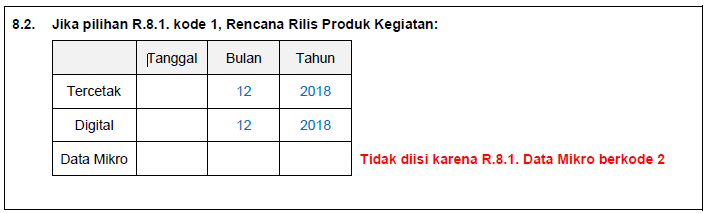 8.2. Jika pilihan R.8.1. kode 1, Rencana Rilis Produk Kegiatan:
Tanggal Bulan Tahun
Tercetak 12 2018
Digital 12 2018
Data Mikro Tidak diisi karena R.8.1. Data Mikro berkode 2